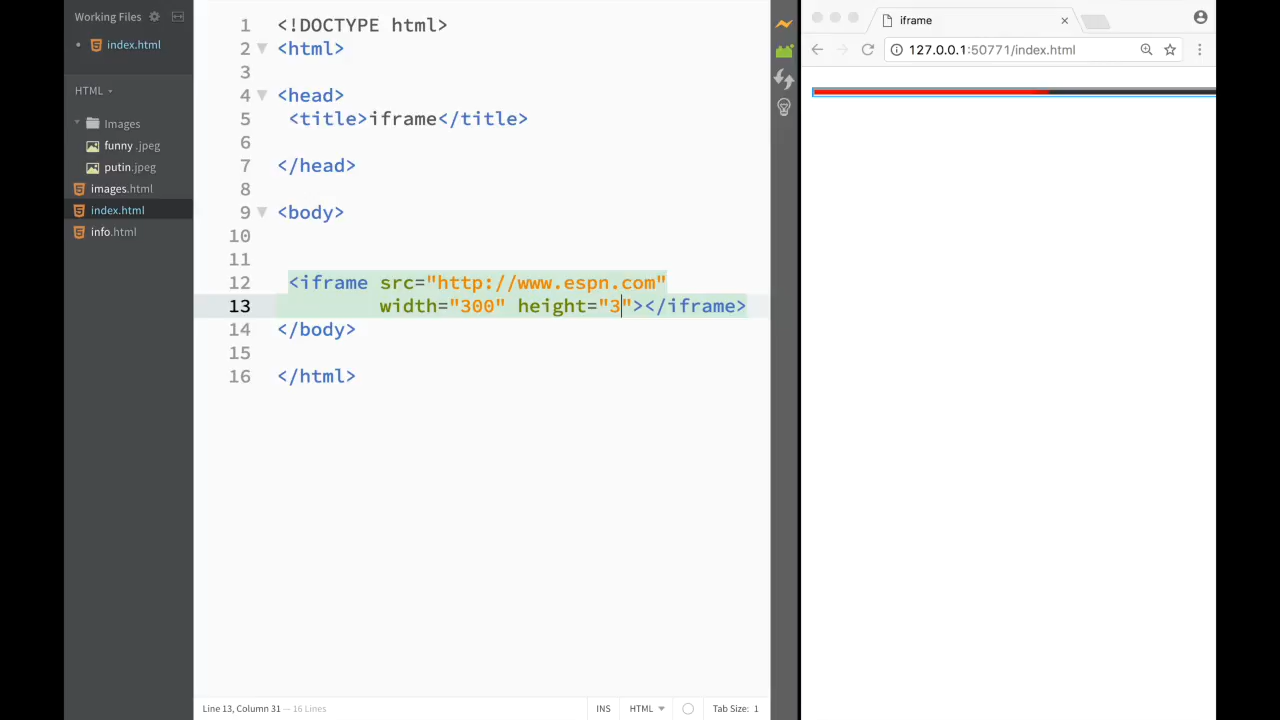 Working Files
index.html
HTML
Images
funny .jpeg
putin.jpeg
images.html
index.html
info.html
1 <!DOCTYPE html>
2 <html>
3
4 <head>
5 <title>iframe</title>
6
7 </head>
8
9 <body>
10
11
12 <iframe src="http://www.espn.com"
13 width="300" height="3"></iframe>
14 </body>
15
16 </html>
Line 13, Column 31 — 16 Lines
INS
HTML
Tab Size: 1
iframe
127.0.0.1:50771/index.html